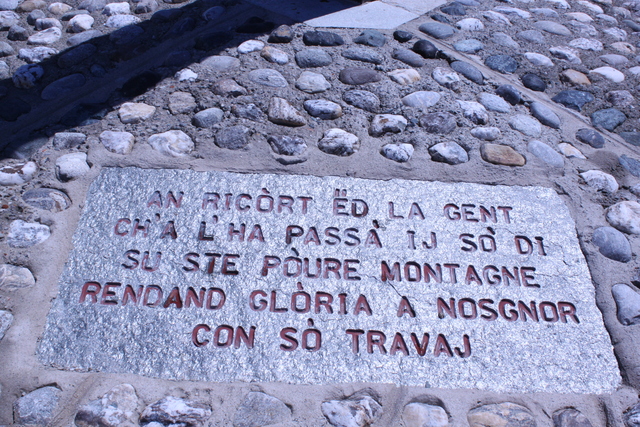 AN RICÒRT ËD LA GENT
CH'A L'HA PASSÀ IJ SÒ DI
SU STE PÒURE MONTAGNE
RENDAND GLÒRIA A NOSGNOR
CON SÒ TRAVAJ